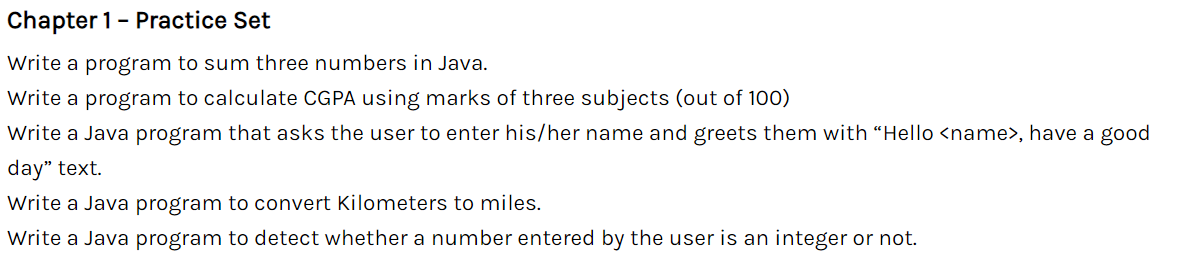 Chapter 1 – Practice Set
Write a program to sum three numbers in Java.
Write a program to calculate CGPA using marks of three subjects (out of 100)
Write a Java program that asks the user to enter his/her name and greets them with “Hello <name>, have a good
day” text.
Write a Java program to convert Kilometers to miles.
Write a Java program to detect whether a number entered by the user is an integer or not.